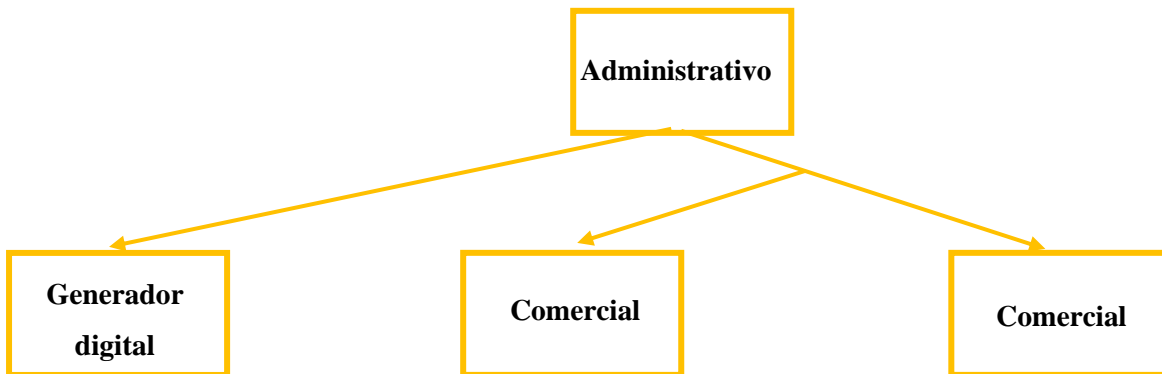 Administrativo
Generador
digital
Comercial
Comercial